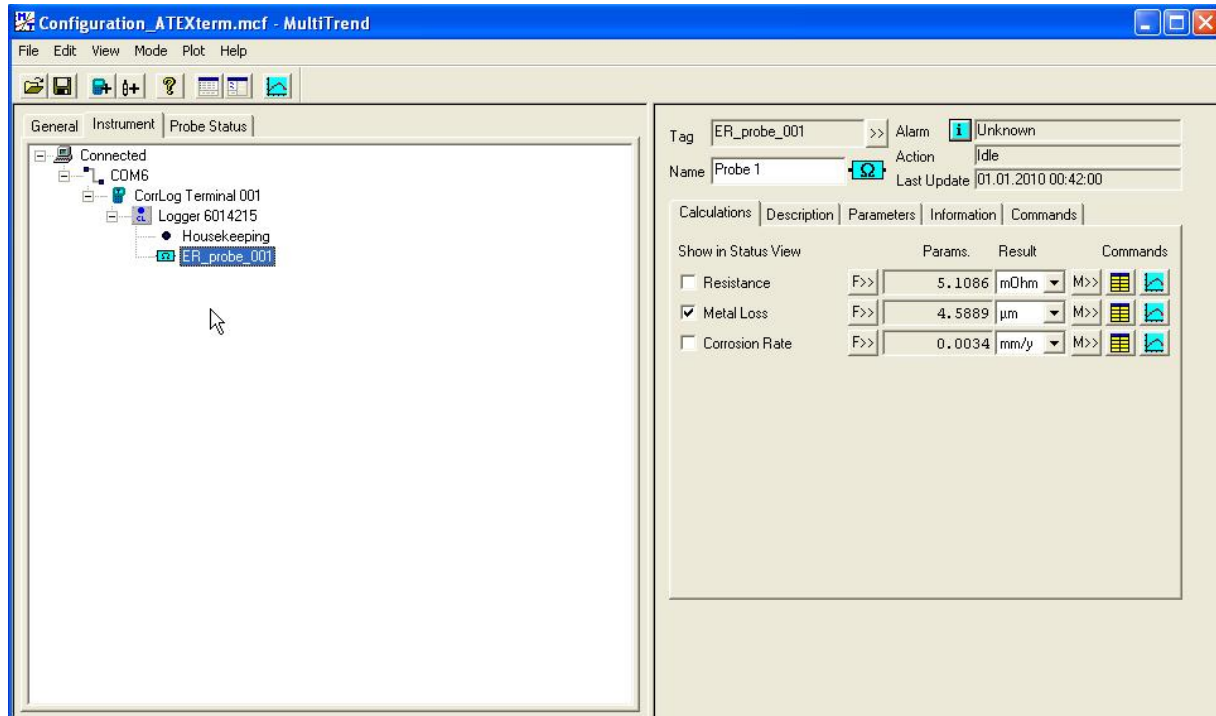 Configuration_ATEXterm.mcf - MultiTrend
File Edit View Mode Plot Help
General Instrument Probe Status
Connected
COM6
CorrLog Terminal 001
CL Logger 6014215
Housekeeping
Ω ER_probe_001
Tag ER_probe_001 >> Alarm i Unknown
Action Idle
Name Probe 1 Ω Last Update 01.01.2010 00:42:00
Calculations Description Parameters Information Commands
Show in Status View Params. Result Commands
Resistance F>> 5.1086 mOhm M>>
Metal Loss F>> 4.5889 µm M>>
Corrosion Rate F>> 0.0034 mm/y M>>